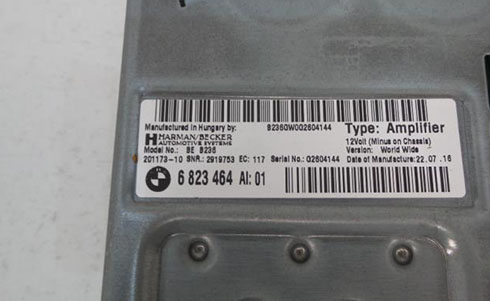 Manufactured in Hungary by: B2360W002604144 Type: Amplifier
HARMAN/BECKER 12Volt (Minus on Chassis)
AUTOMOTIVE SYSTEMS Version: World Wide
Model No.: BE 8236
201173-10 SNR.: 2919753 EC: 117 Serial No.: 02604144 Date of Manufacture: 22.07.16
6 823 464 AI: 01